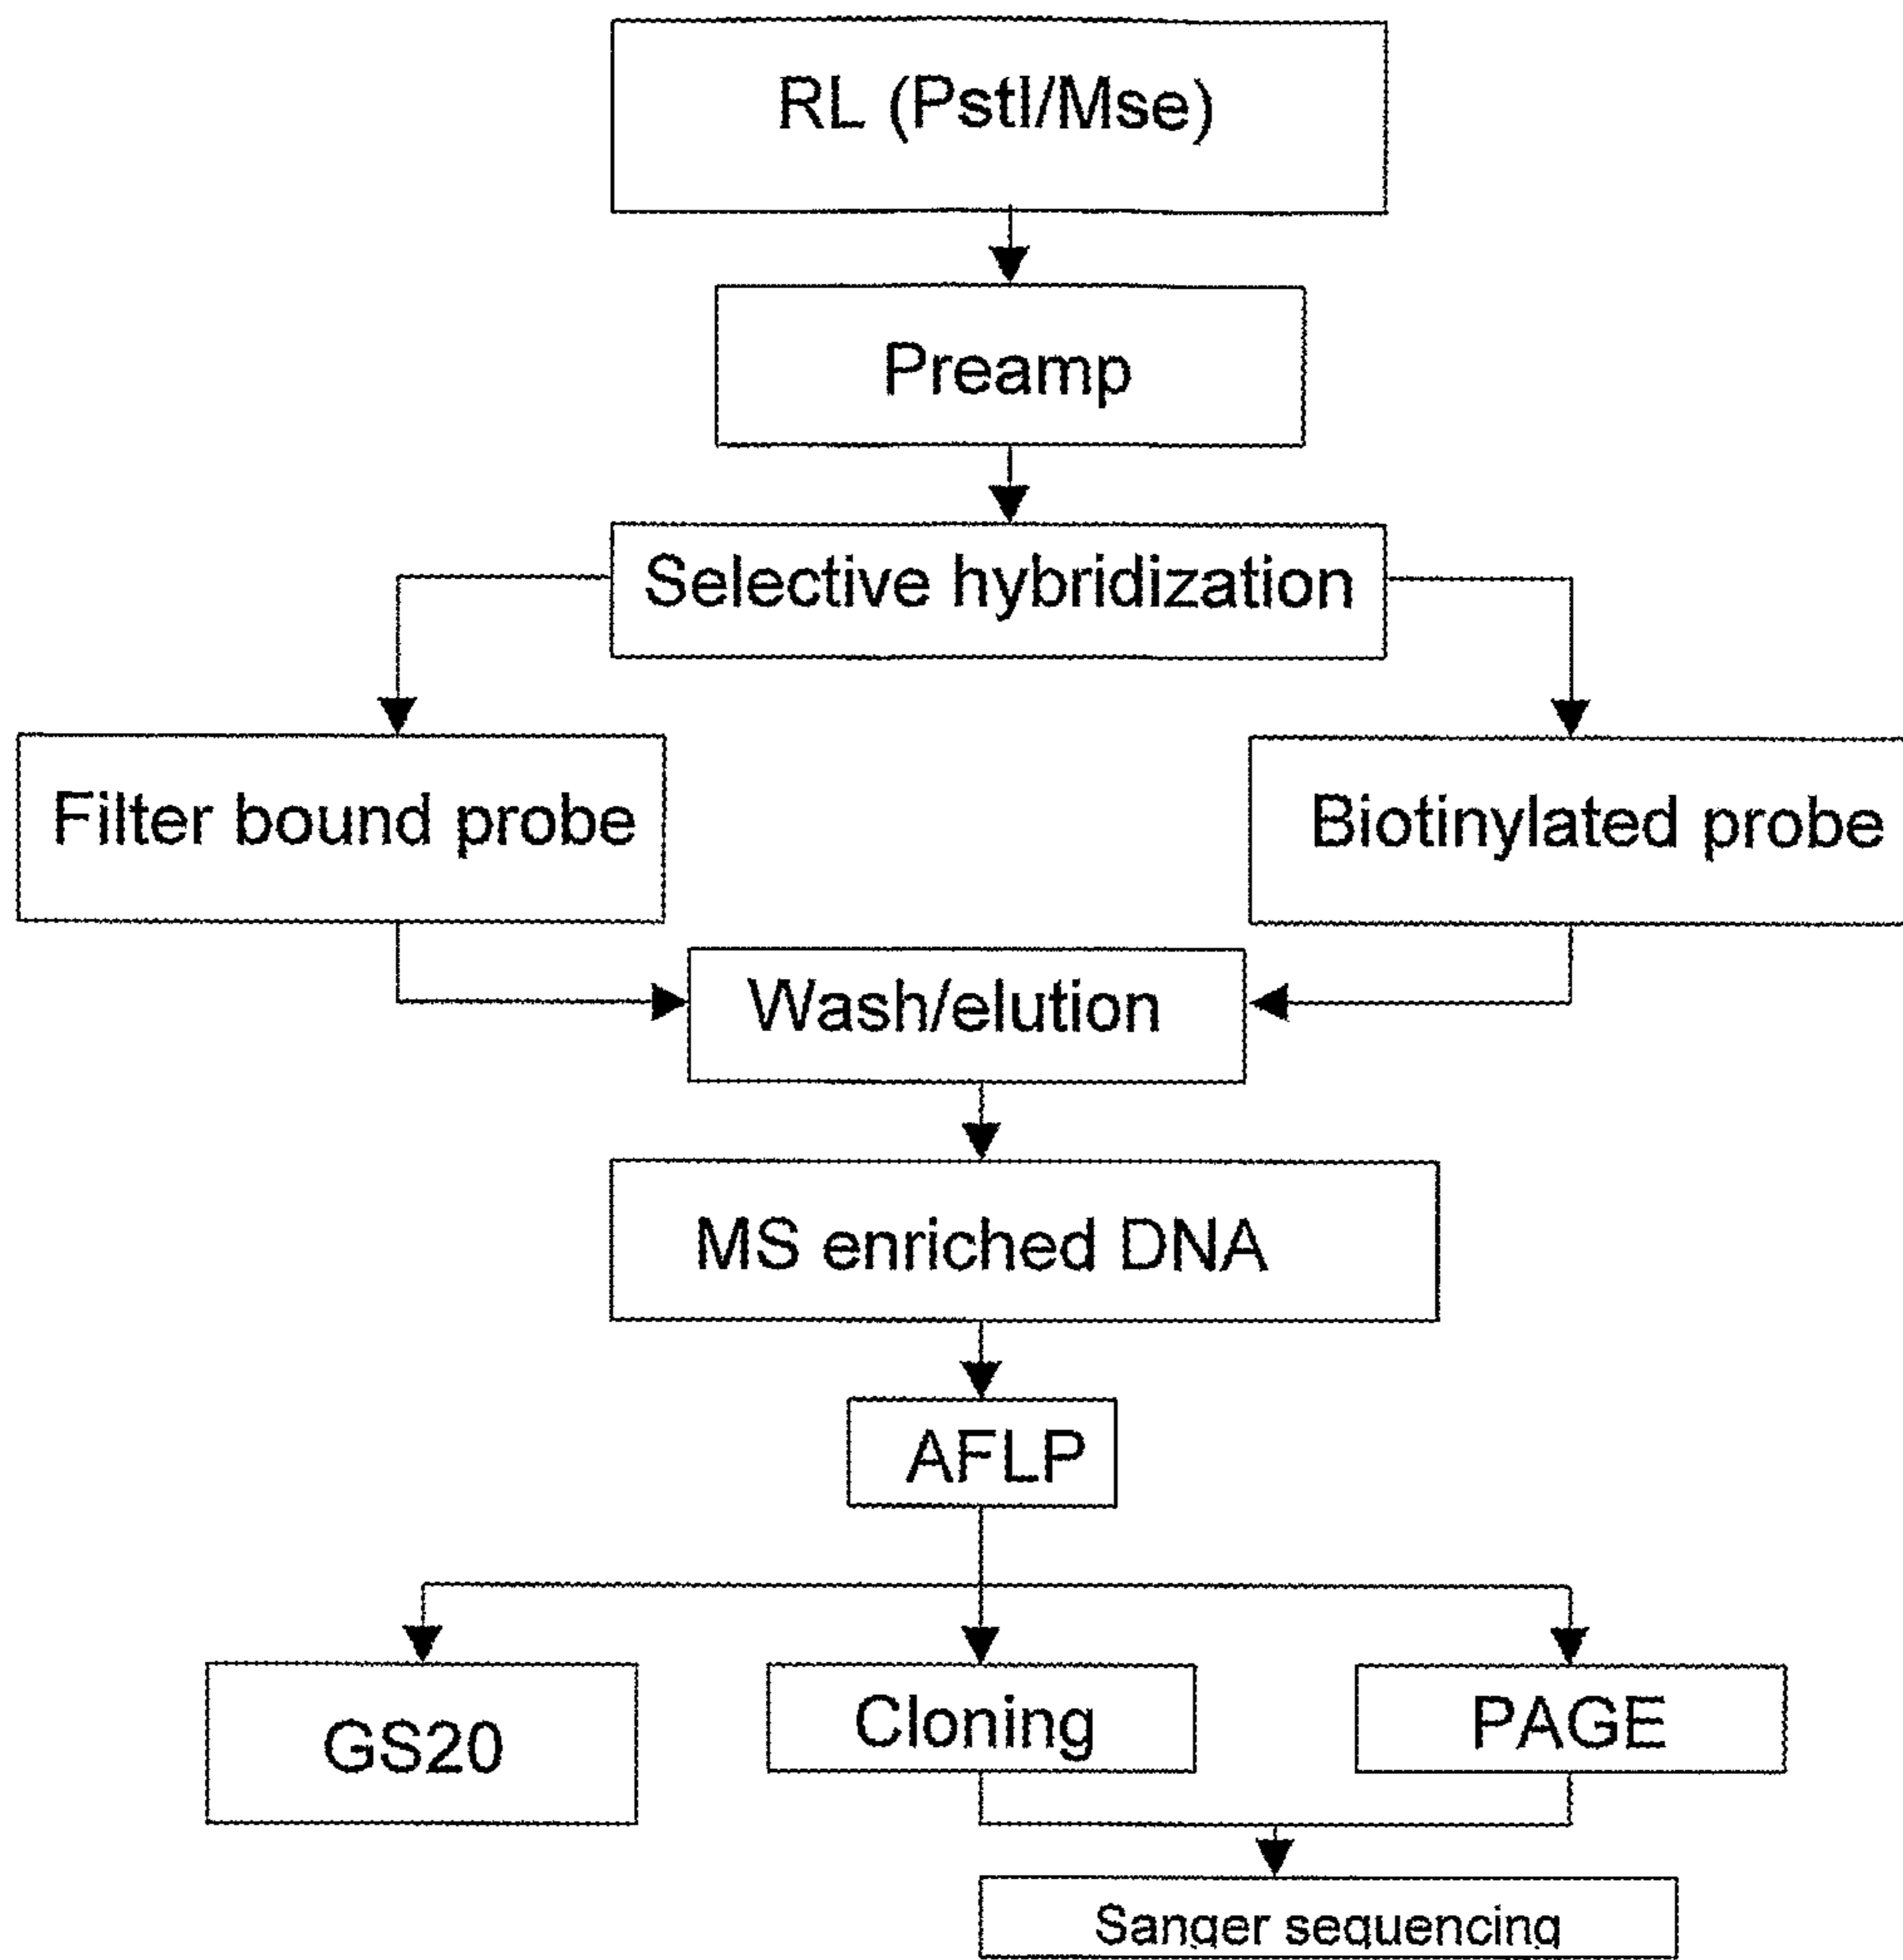 RL (PstI/Mse)
Preamp
Selective hybridization
Filter bound probe
Biotinylated probe
Wash/elution
MS enriched DNA
AFLP
GS20
Cloning
PAGE
Sanger sequencing